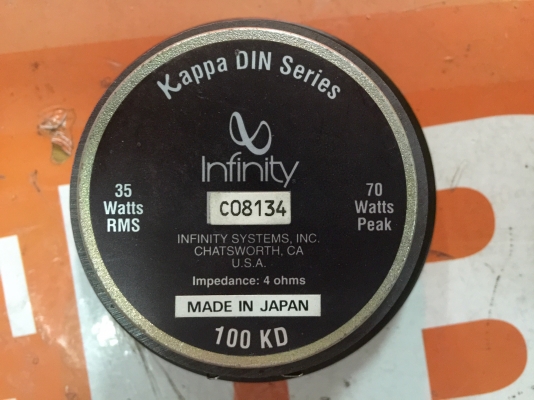 Kappa DIN Series
Infinity
35
Watts
RMS
C08134
70
Watts
Peak
INFINITY SYSTEMS, INC.
CHATSWORTH, CA
U.S.A.
Impedance: 4 ohms
MADE IN JAPAN
100 KD